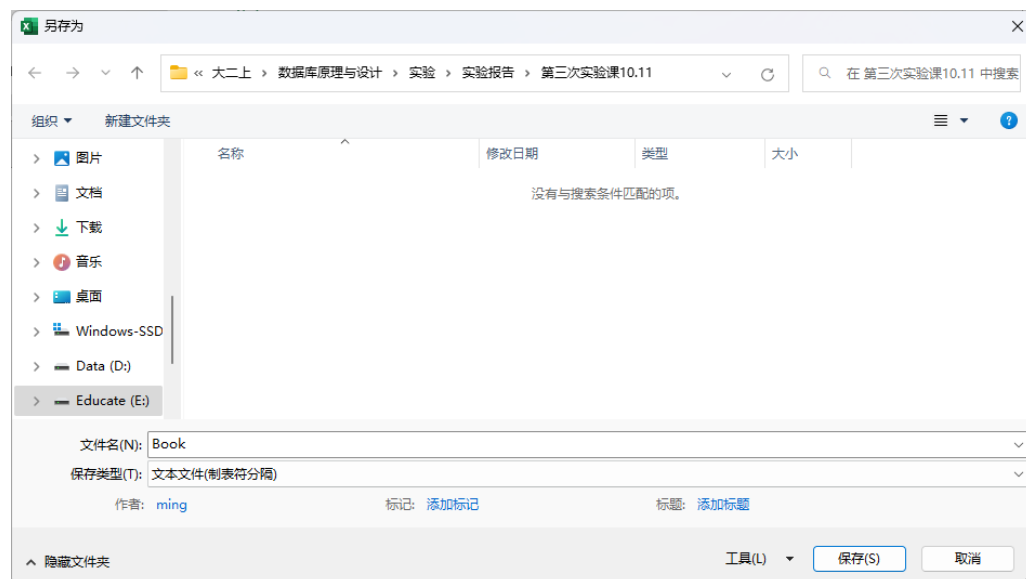 另存为
« 大二上 › 数据库原理与设计 › 实验 › 实验报告 › 第三次实验课10.11
在 第三次实验课10.11 中搜索
组织 新建文件夹
名称 修改日期 类型 大小
没有与搜索条件匹配的项。
图片
文档
下载
音乐
桌面
Windows-SSD
Data (D:)
Educate (E:)
文件名(N): Book
保存类型(T): 文本文件(制表符分隔)
作者: ming 标记: 添加标记 标题: 添加标题
隐藏文件夹 工具(L) 保存(S) 取消